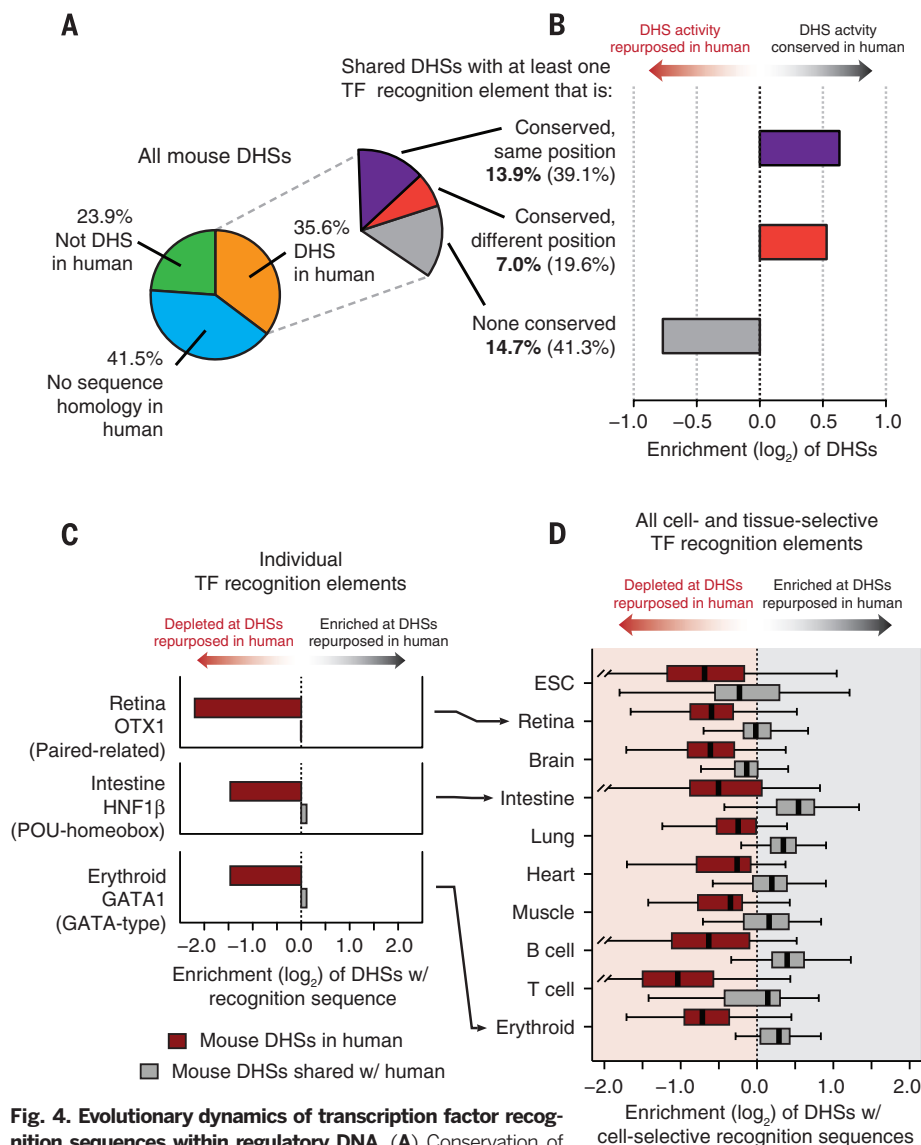 A
Shared DHSs with at least one
TF recognition element that is:
All mouse DHSs
23.9%
Not DHS
in human
35.6%
DHS
in human
41.5%
No sequence
homology in
human
Conserved,
same position
13.9% (39.1%)
Conserved,
different position
7.0% (19.6%)
None conserved
14.7% (41.3%)
B
DHS activity
repurposed in human
DHS activity
conserved in human
−1.0 −0.5 0.0 0.5 1.0
Enrichment (log2) of DHSs
C
Individual
TF recognition elements
Depleted at DHSs
repurposed in human
Enriched at DHSs
repurposed in human
Retina
OTX1
(Paired-related)
Intestine
HNF1β
(POU-homeobox)
Erythroid
GATA1
(GATA-type)
−2.0 −1.0 0.0 1.0 2.0
Enrichment (log2) of DHSs w/
recognition sequence
Mouse DHSs in human
Mouse DHSs shared w/ human
D
All cell- and tissue-selective
TF recognition elements
Depleted at DHSs
repurposed in human
Enriched at DHSs
repurposed in human
ESC
Retina
Brain
Intestine
Lung
Heart
Muscle
B cell
T cell
Erythroid
−2.0 −1.0 0.0 1.0 2.0
Enrichment (log2) of DHSs w/
cell-selective recognition sequences
Fig. 4. Evolutionary dynamics of transcription factor recog-
nition sequences within regulatory DNA. (A) Conservation of